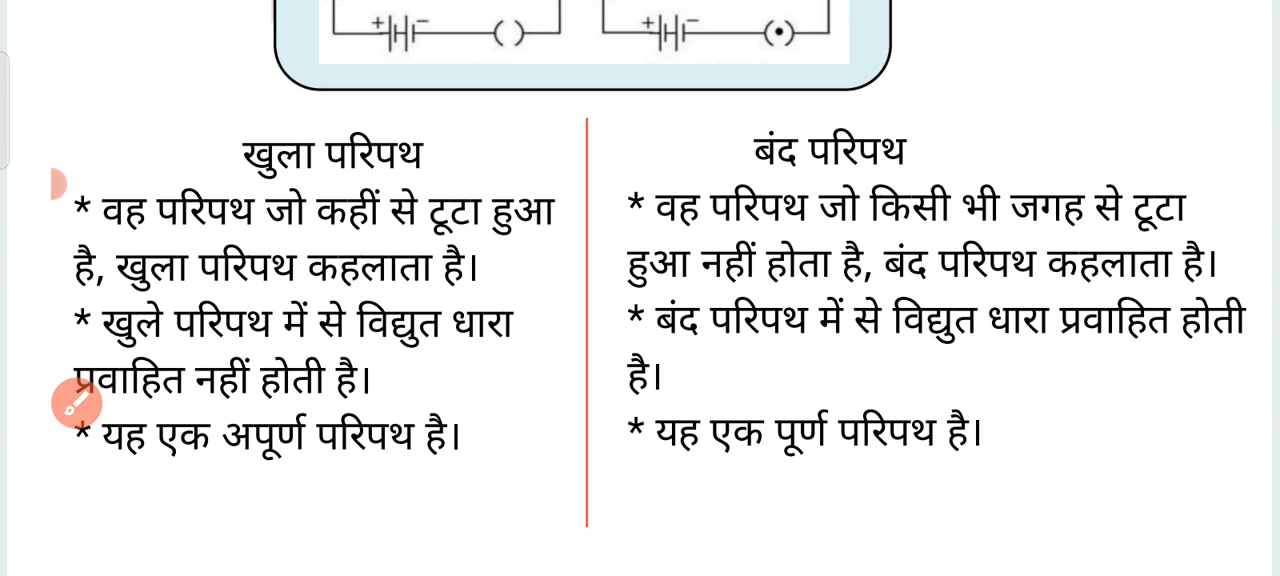 खुला परिपथ
* वह परिपथ जो कहीं से टूटा हुआ
है, खुला परिपथ कहलाता है।
* खुले परिपथ में से विद्युत धारा
प्रवाहित नहीं होती है।
* यह एक अपूर्ण परिपथ है।
बंद परिपथ
* वह परिपथ जो किसी भी जगह से टूटा
हुआ नहीं होता है, बंद परिपथ कहलाता है।
* बंद परिपथ में से विद्युत धारा प्रवाहित होती
है।
* यह एक पूर्ण परिपथ है।